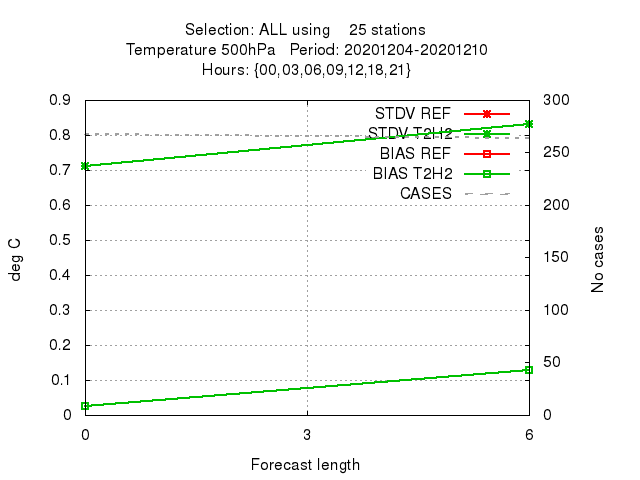 Selection: ALL using    25 stations
Temperature 500hPa   Period: 20201204-20201210
Hours: {00,03,06,09,12,18,21}
0.9
0.8
0.7
0.6
0.5
0.4
0.3
0.2
0.1
0
deg C
STDV REF
STDV T2H2
BIAS REF
BIAS T2H2
CASES
300
250
200
150
100
50
0
No cases
0 3 6
Forecast length